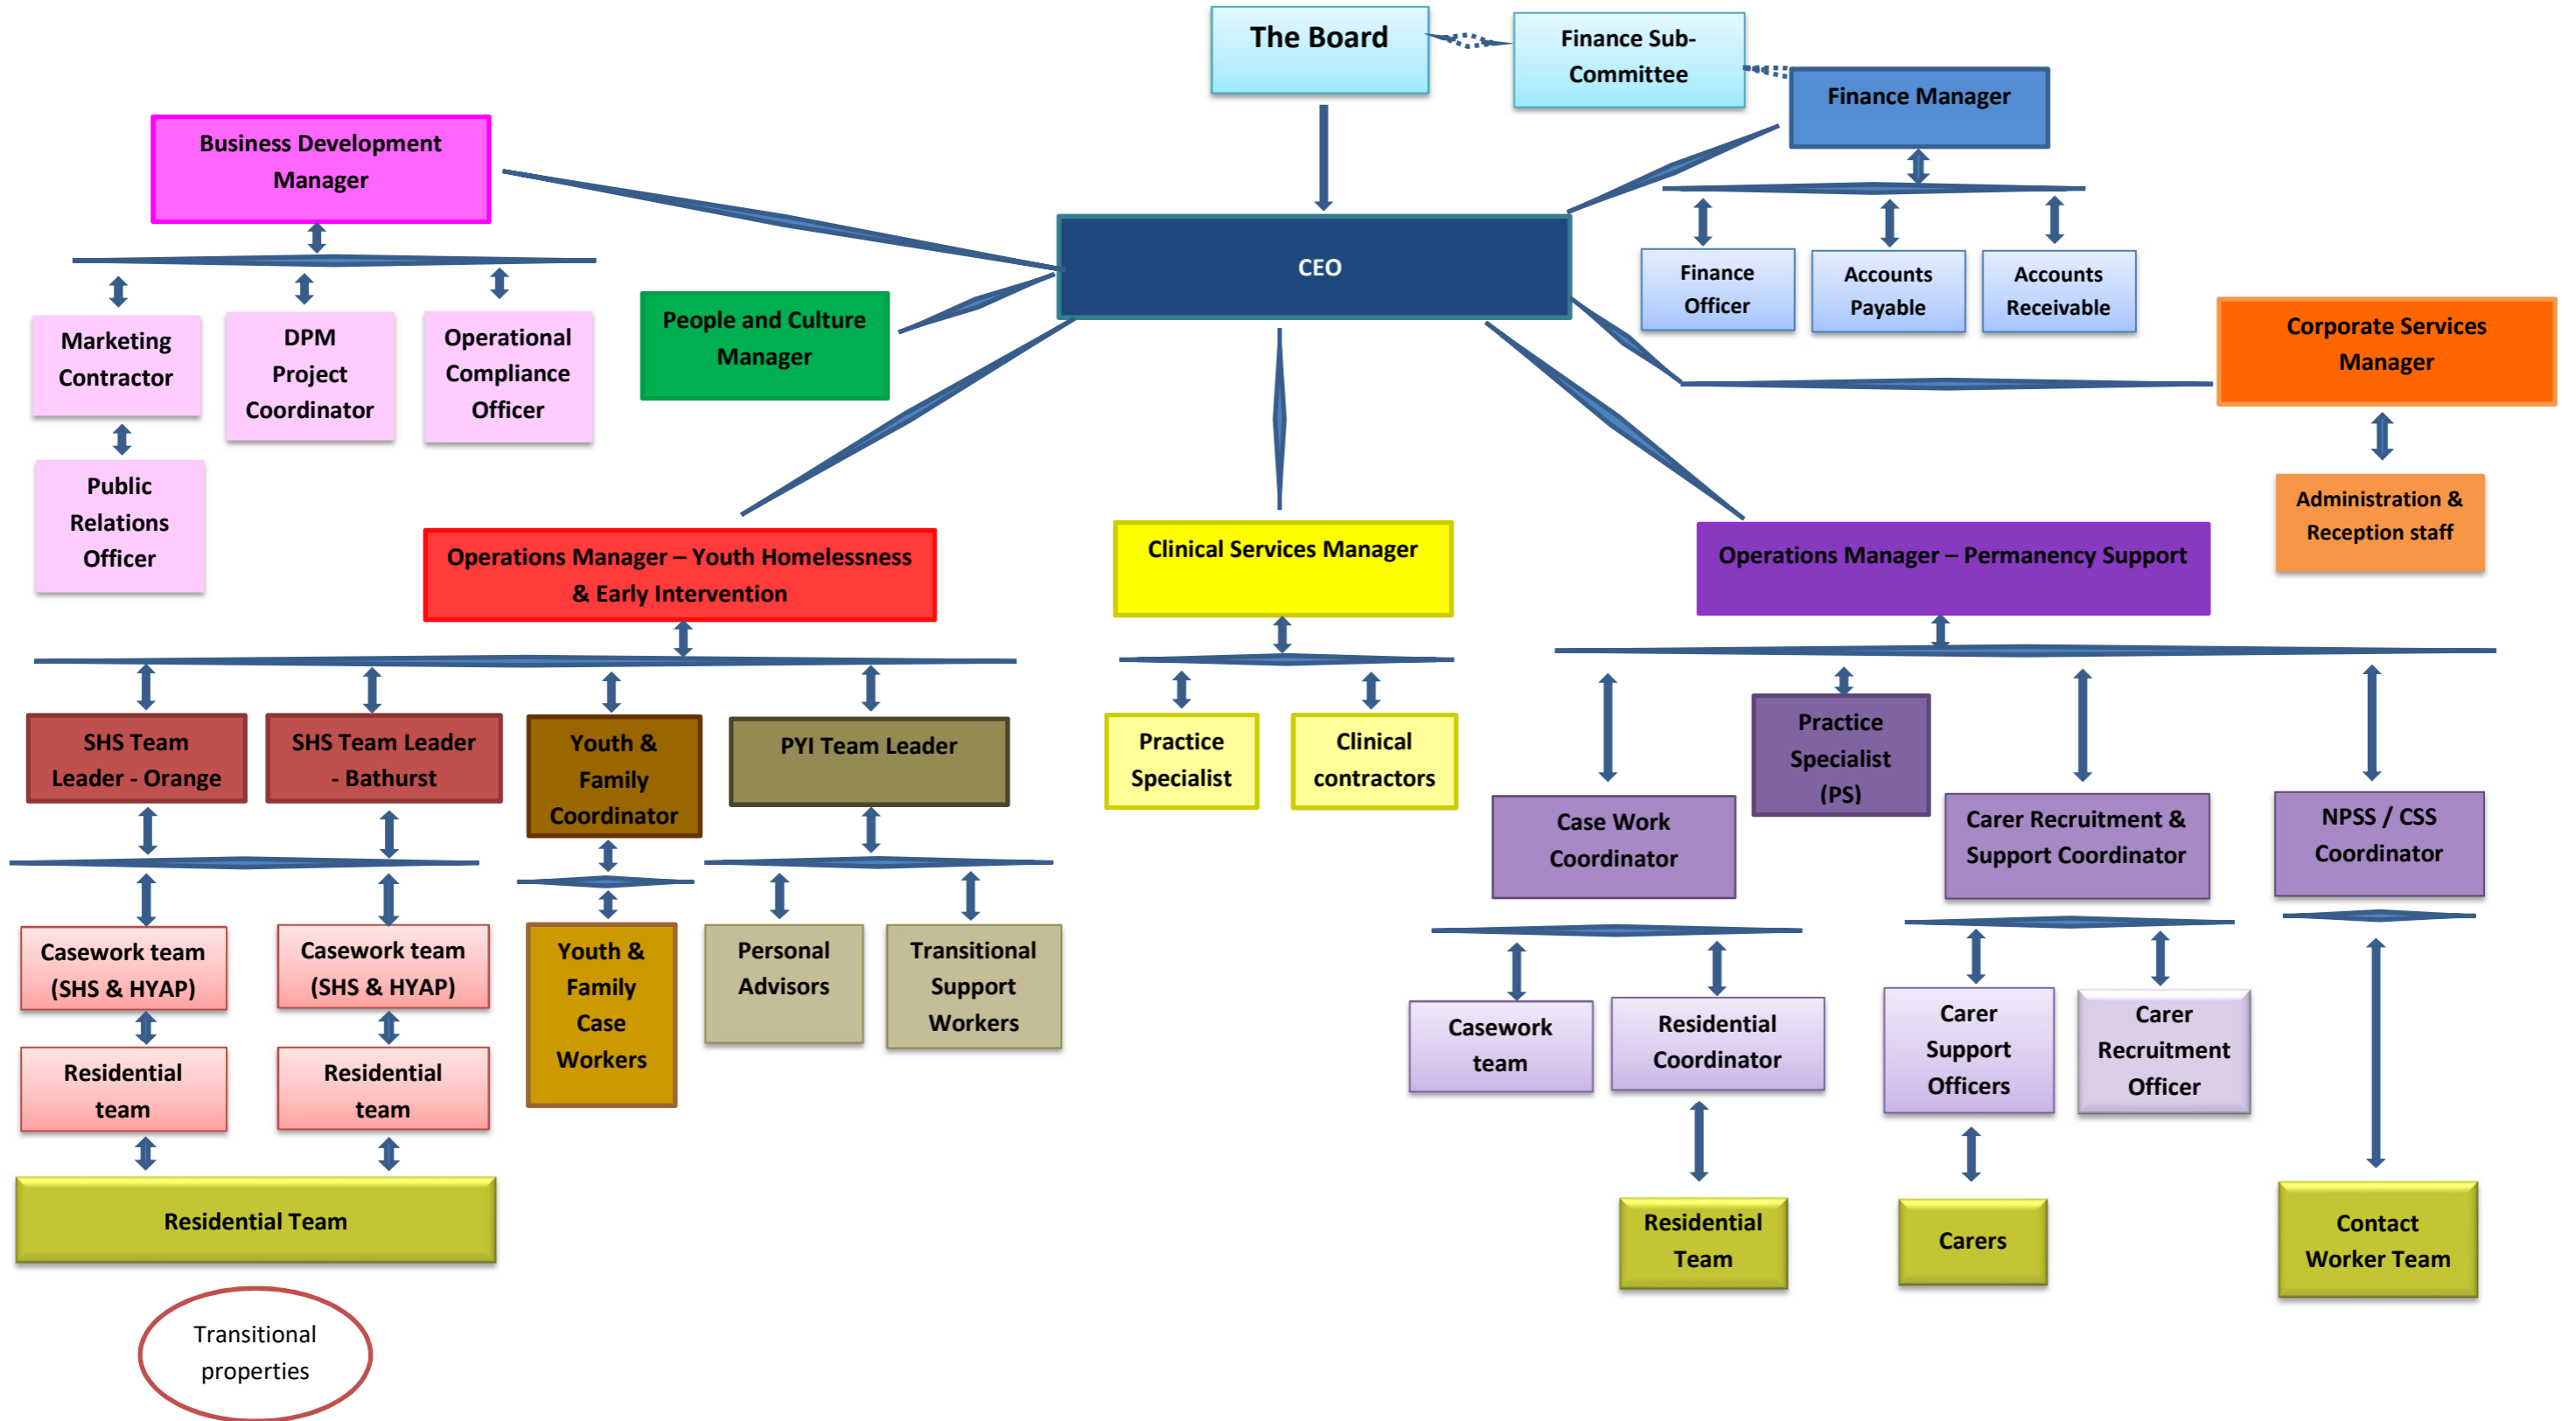 The Board
Finance Sub-
Committee
Finance Manager
Business Development
Manager
CEO
Finance
Officer
Accounts
Payable
Accounts
Receivable
People and Culture
Manager
Corporate Services
Manager
Marketing
Contractor
DPM
Project
Coordinator
Operational
Compliance
Officer
Public
Relations
Officer
Administration &
Reception staff
Operations Manager – Youth Homelessness
& Early Intervention
Clinical Services Manager
Operations Manager – Permanency Support
SHS Team
Leader - Orange
SHS Team Leader
- Bathurst
Youth &
Family
Coordinator
PYI Team Leader
Practice
Specialist
Clinical
contractors
Practice
Specialist
(PS)
Case Work
Coordinator
Carer Recruitment &
Support Coordinator
NPSS / CSS
Coordinator
Casework team
(SHS & HYAP)
Casework team
(SHS & HYAP)
Youth &
Family
Case
Workers
Personal
Advisors
Transitional
Support
Workers
Casework
team
Residential
Coordinator
Carer
Support
Officers
Carer
Recruitment
Officer
Residential
team
Residential
team
Residential Team
Residential
Team
Carers
Contact
Worker Team
Transitional
properties